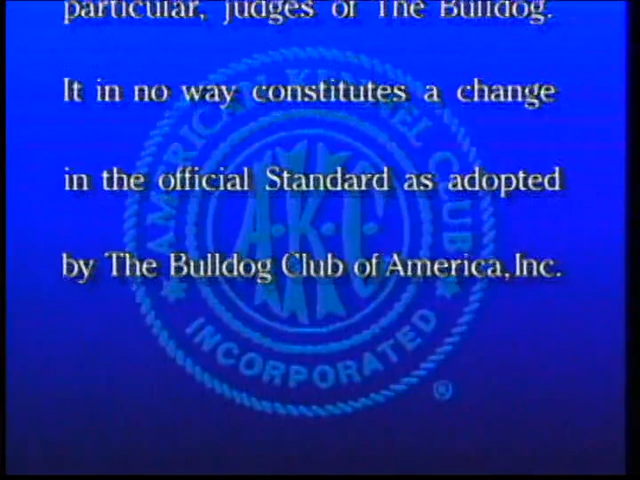 particular, judges of The Bulldog.
It in no way constitutes a change
in the official Standard as adopted
by The Bulldog Club of America, Inc.
AMERICAN KENNEL CLUB
A·K·C
INCORPORATED
®